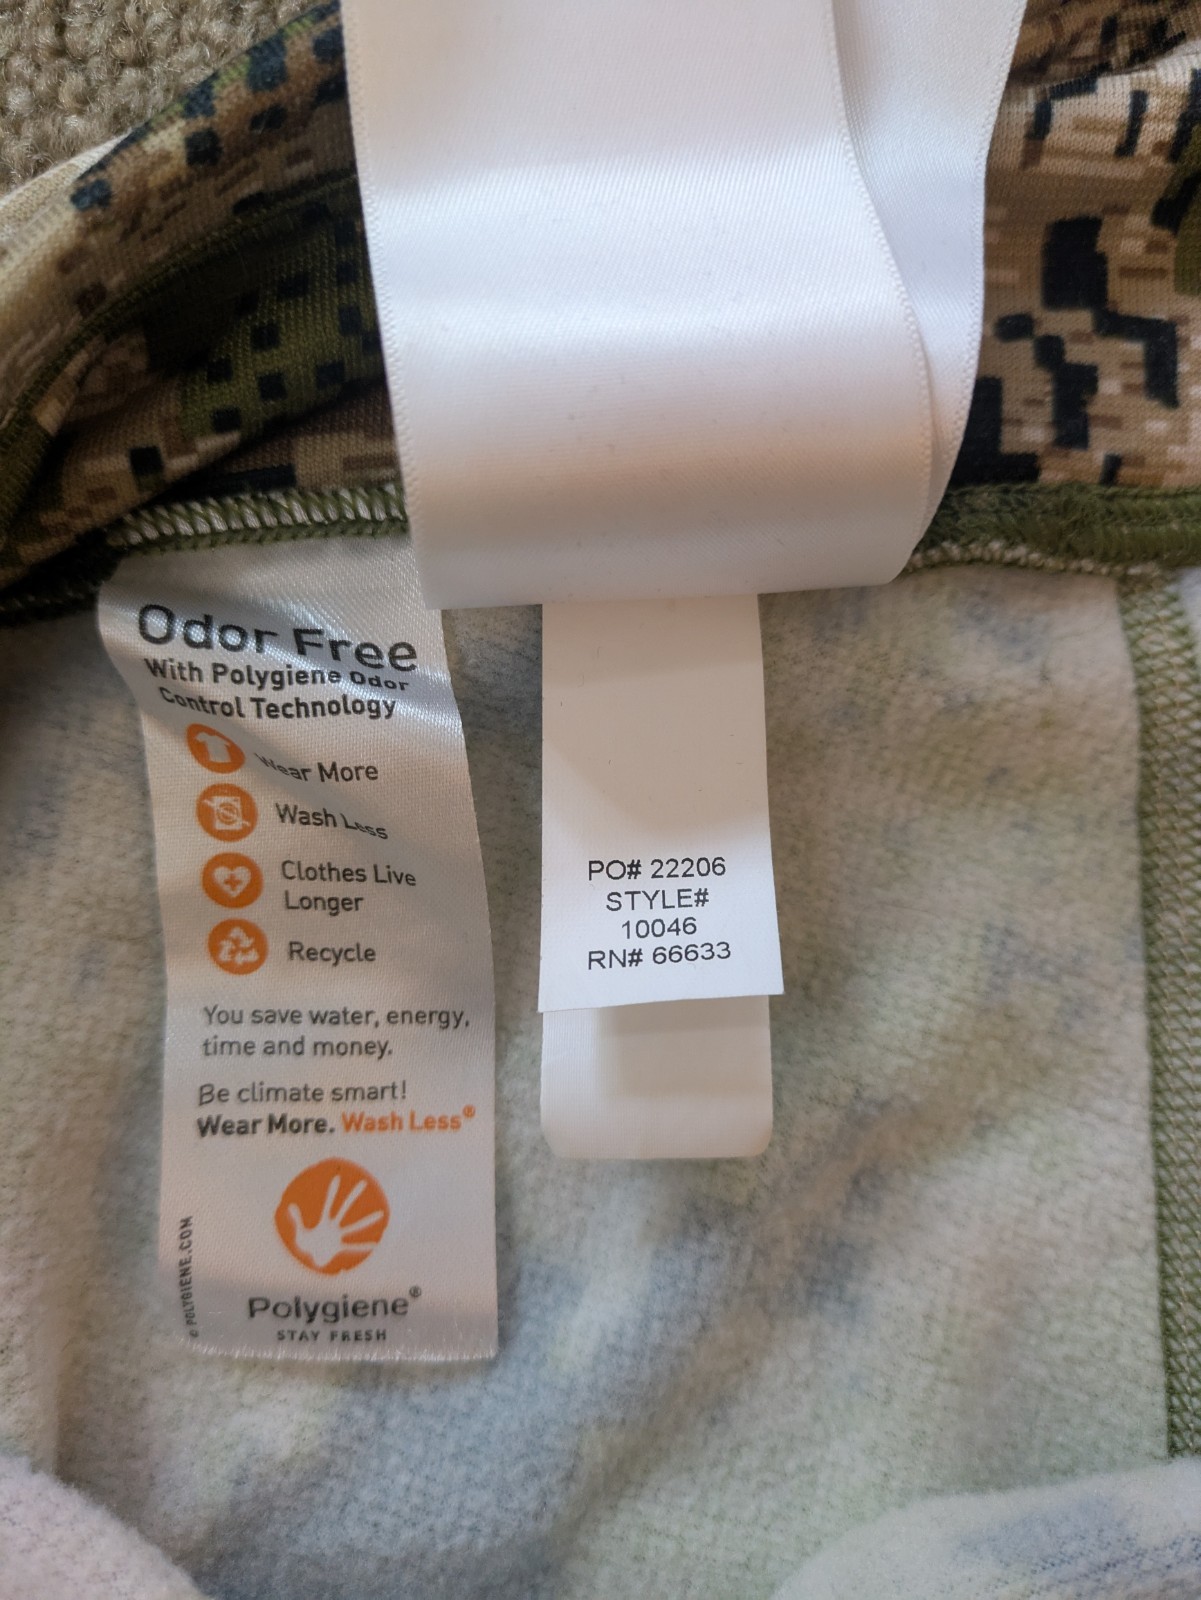 Odor Free
With Polygiene Odor
Control Technology
Wear More
Wash Less
Clothes Live
Longer
Recycle
You save water, energy,
time and money.
Be climate smart!
Wear More. Wash Less®
© POLYGIENE.COM
Polygiene®
STAY FRESH
PO# 22206
STYLE#
10046
RN# 66633